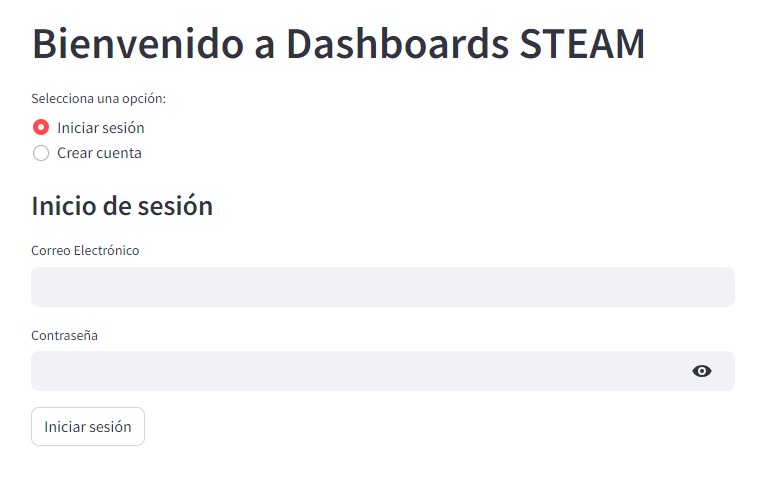 Bienvenido a Dashboards STEAM
Selecciona una opción:
Iniciar sesión
Crear cuenta
Inicio de sesión
Correo Electrónico
Contraseña
Iniciar sesión